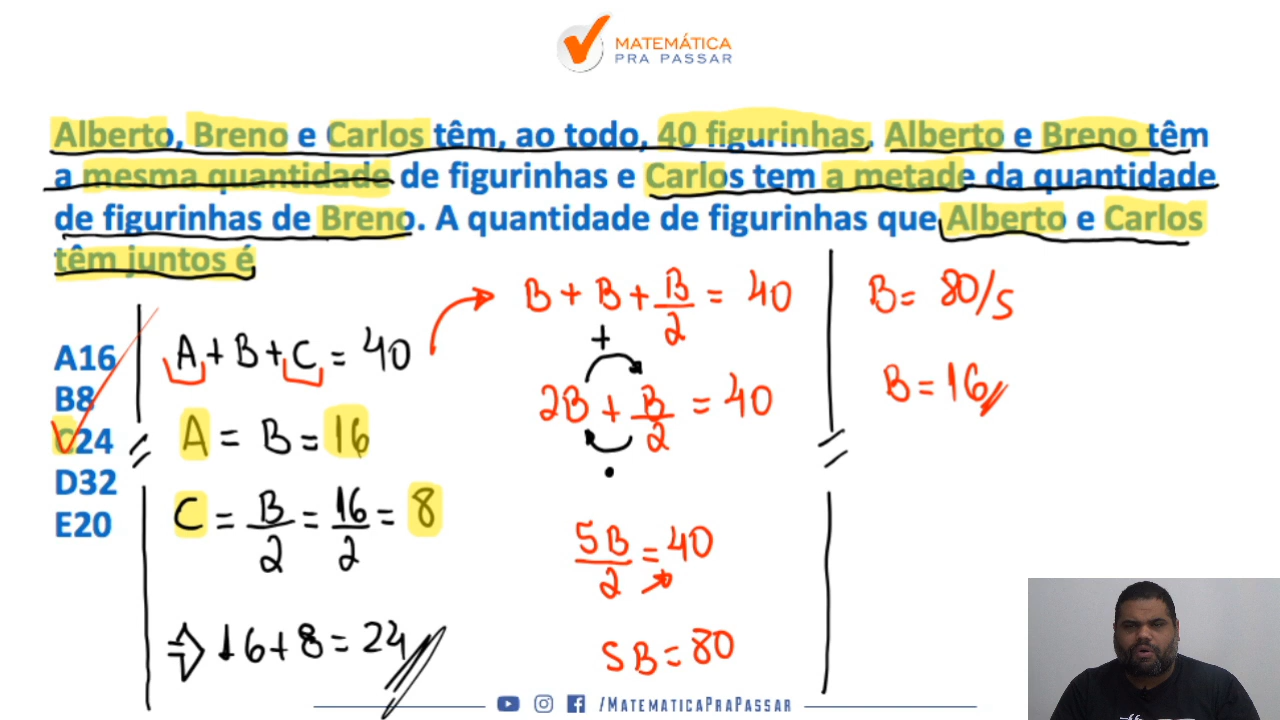 MATEMÁTICA
PRA PASSAR
Alberto, Breno e Carlos têm, ao todo, 40 figurinhas. Alberto e Breno têm
a mesma quantidade de figurinhas e Carlos tem a metade da quantidade
de figurinhas de Breno. A quantidade de figurinhas que Alberto e Carlos
têm juntos é
A16
B8
C24
D32
E20
A + B + C = 40
A = B = 16
C = B/2 = 16/2 = 8
⇒ 16 + 8 = 24
B + B + B/2 = 40
+
2B + B/2 = 40
5B/2 = 40
5B = 80
B = 80/5
B = 16
/MATEMATICAPRAPASSAR